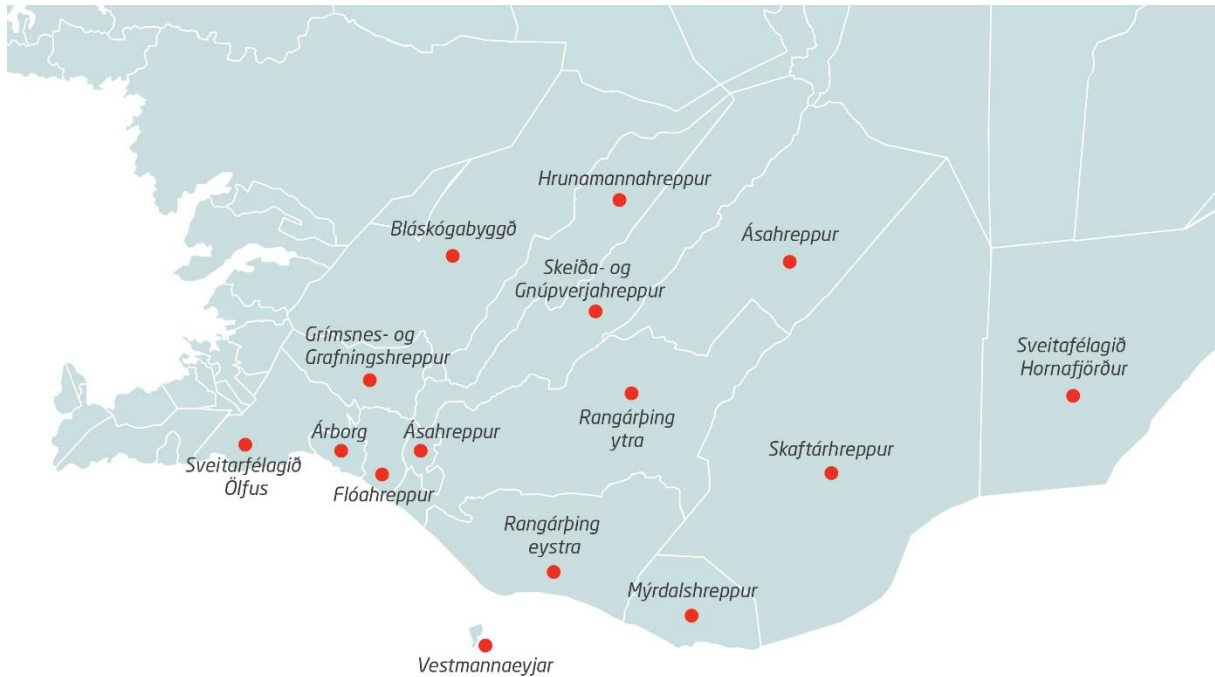 Hrunamannahreppur
Bláskógabyggð
Ásahreppur
Skeiða- og
Gnúpverjahreppur
Grímsnes- og
Grafningshreppur
Sveitafélagið
Hornafjörður
Rangárþing
ytra
Árborg
Ásahreppur
Skaftárhreppur
Sveitarfélagið
Ölfus
Flóahreppur
Rangárþing
eystra
Mýrdalshreppur
Vestmannaeyjar